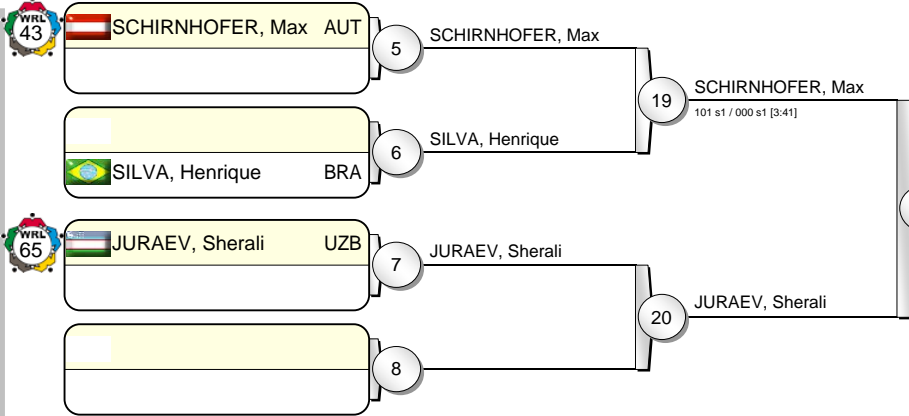 WRL
43
SCHIRNHOFER, Max AUT
5
SCHIRNHOFER, Max
19
SCHIRNHOFER, Max
101 s1 / 000 s1 [3:41]
6
SILVA, Henrique
SILVA, Henrique BRA
WRL
65
JURAEV, Sherali UZB
7
JURAEV, Sherali
20
JURAEV, Sherali
8